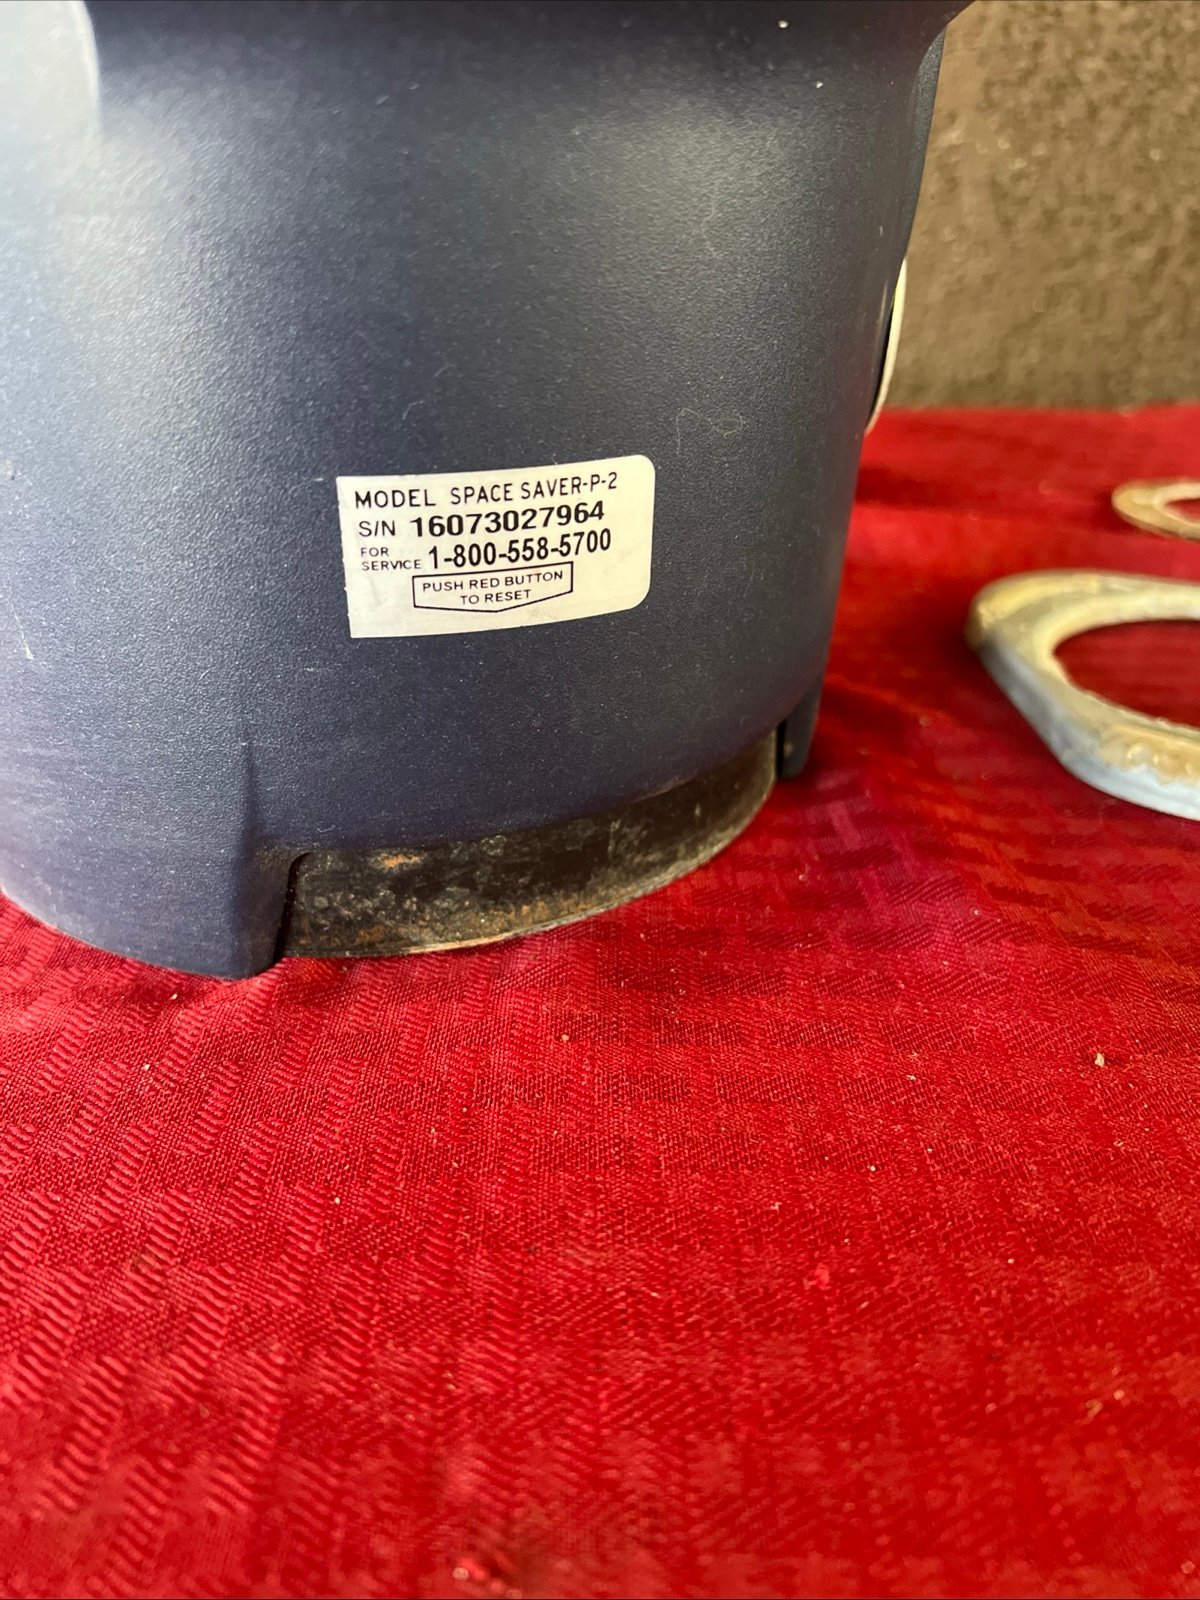 MODEL SPACE SAVER-P-2
S/N 16073027964
FOR SERVICE 1-800-558-5700
PUSH RED BUTTON
TO RESET